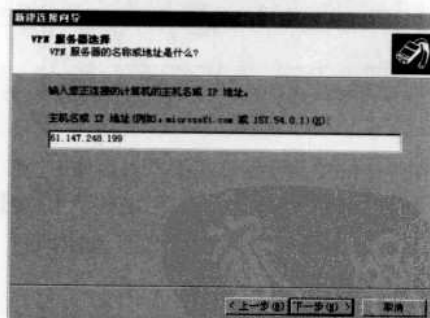 新建连接向导
VPN 服务器选择
VPN 服务器的名称或地址是什么?
输入您正连接的计算机的主机名或 IP 地址。
主机名或 IP 地址(例如，microsoft.com 或 157.54.0.1)(H):
61.147.248.199
<上一步(B) 下一步(N)> 取消